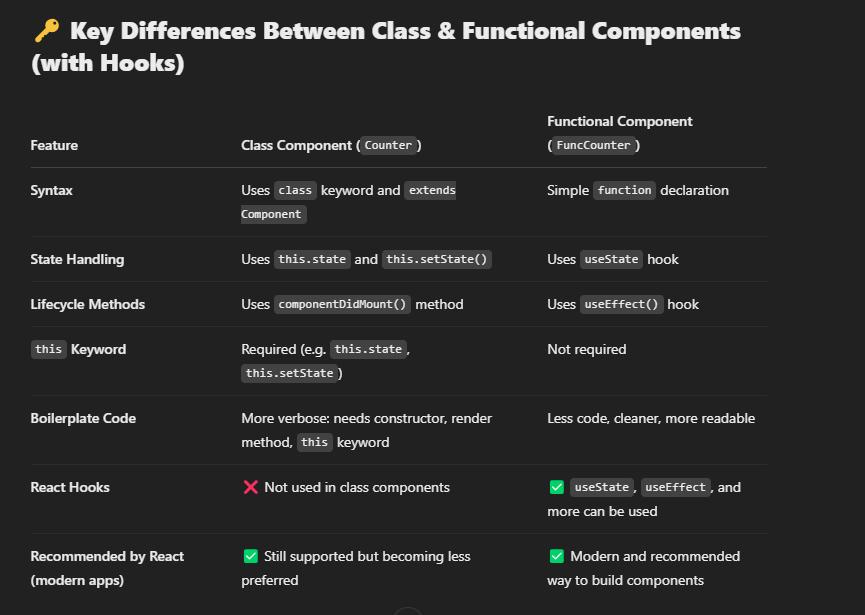 🔑 Key Differences Between Class & Functional Components
(with Hooks)
Functional Component
Feature Class Component (Counter) (FuncCounter)
Syntax Uses class keyword and extends Simple function declaration
Component
State Handling Uses this.state and this.setState() Uses useState hook
Lifecycle Methods Uses componentDidMount() method Uses useEffect() hook
this Keyword Required (e.g. this.state, Not required
this.setState)
Boilerplate Code More verbose: needs constructor, render Less code, cleaner, more readable
method, this keyword
React Hooks ❌ Not used in class components ✅ useState, useEffect, and
more can be used
Recommended by React ✅ Still supported but becoming less ✅ Modern and recommended
(modern apps) preferred way to build components